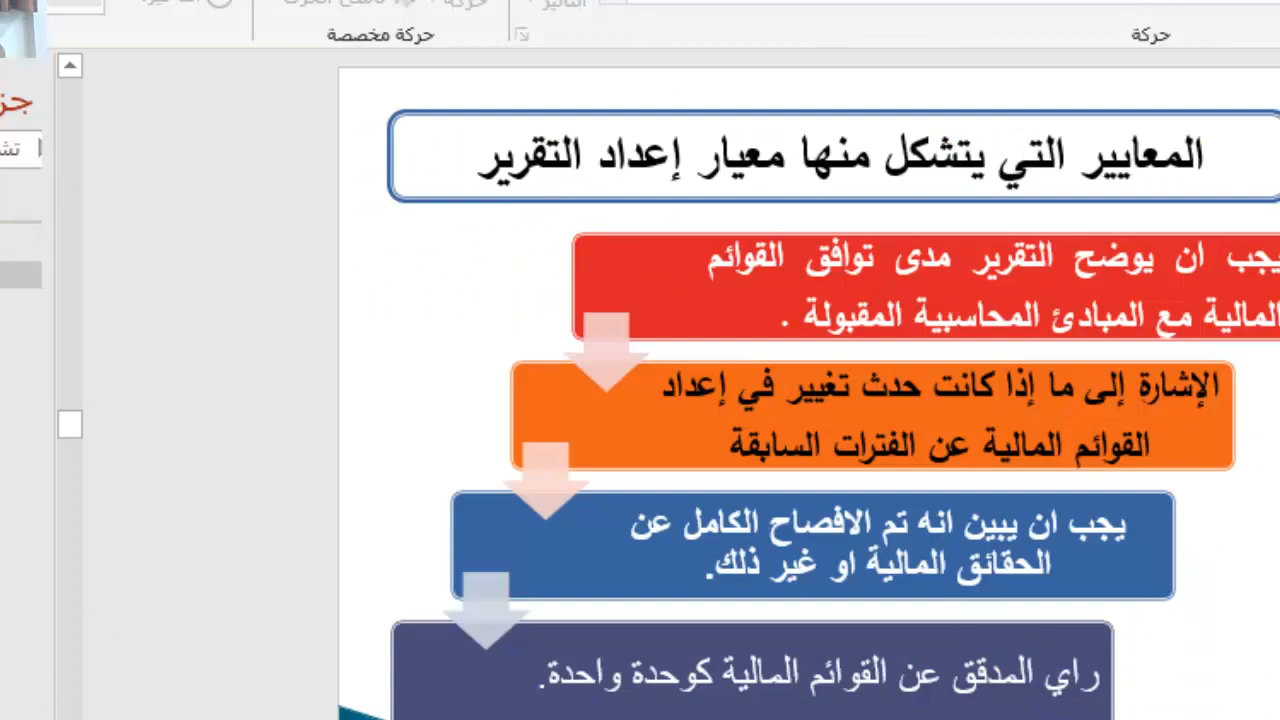 حركة
حركة مخصصة
المعايير التي يتشكل منها معيار إعداد التقرير
يجب ان يوضح التقرير مدى توافق القوائم
المالية مع المبادئ المحاسبية المقبولة .
الإشارة إلى ما إذا كانت حدث تغيير في إعداد
القوائم المالية عن الفترات السابقة
يجب ان يبين انه تم الافصاح الكامل عن
الحقائق المالية او غير ذلك.
راي المدقق عن القوائم المالية كوحدة واحدة.